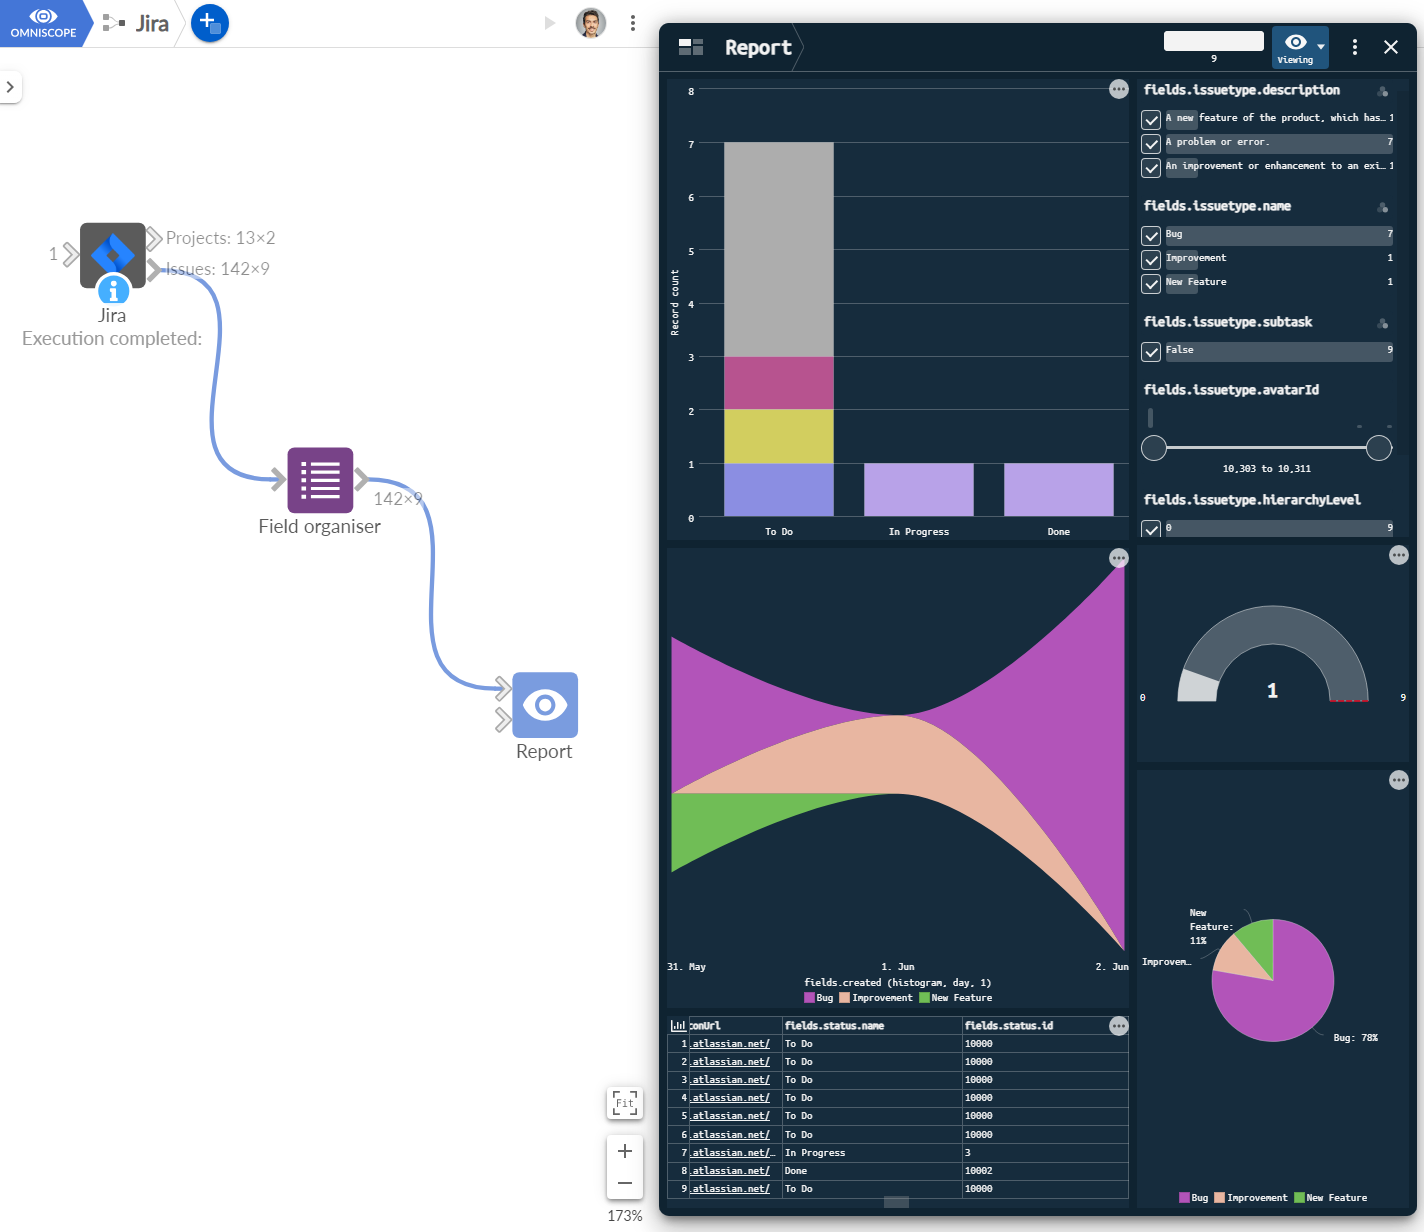 OMNISCOPE
Jira
1
Projects: 13×2
Issues: 142×9
Jira
Execution completed:
Field organiser
142×9
Report
Fit
+
−
173%
Report
9
Viewing
8
7
6
5
4
3
2
1
0
Record count
To Do
In Progress
Done
fields.issuetype.description
A new feature of the product, which has… 1
A problem or error. 7
An improvement or enhancement to an exi… 1
fields.issuetype.name
Bug 7
Improvement 1
New Feature 1
fields.issuetype.subtask
False 9
fields.issuetype.avatarId
10,303 to 10,311
fields.issuetype.hierarchyLevel
0 9
31. May
1. Jun
2. Jun
fields.created (histogram, day, 1)
Bug Improvement New Feature
0
1
9
New
Feature:
11%
Improvem…
Bug: 78%
Bug Improvement New Feature
conUrl fields.status.name fields.status.id
1 .atlassian.net/ To Do 10000
2 .atlassian.net/ To Do 10000
3 .atlassian.net/ To Do 10000
4 .atlassian.net/ To Do 10000
5 .atlassian.net/ To Do 10000
6 .atlassian.net/ To Do 10000
7 .atlassian.net/… In Progress 3
8 .atlassian.net/ Done 10002
9 .atlassian.net/ To Do 10000